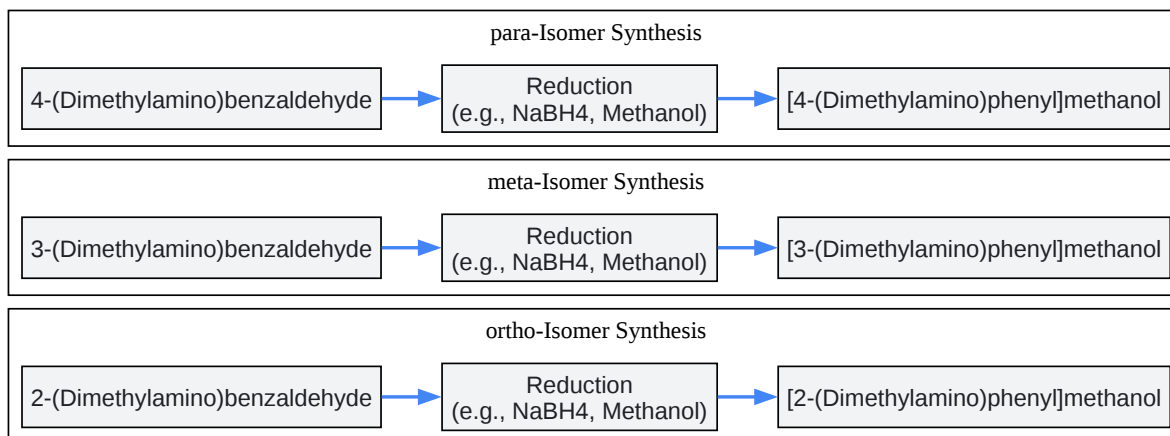 para-Isomer Synthesis
4-(Dimethylamino)benzaldehyde
Reduction
(e.g., NaBH4, Methanol)
[4-(Dimethylamino)phenyl]methanol
meta-Isomer Synthesis
3-(Dimethylamino)benzaldehyde
Reduction
(e.g., NaBH4, Methanol)
[3-(Dimethylamino)phenyl]methanol
ortho-Isomer Synthesis
2-(Dimethylamino)benzaldehyde
Reduction
(e.g., NaBH4, Methanol)
[2-(Dimethylamino)phenyl]methanol